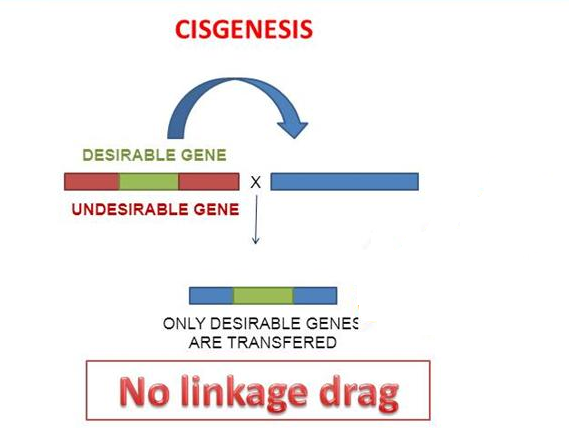 CISGENESIS
DESIRABLE GENE
X
UNDESIRABLE GENE
ONLY DESIRABLE GENES
ARE TRANSFERED
No linkage drag